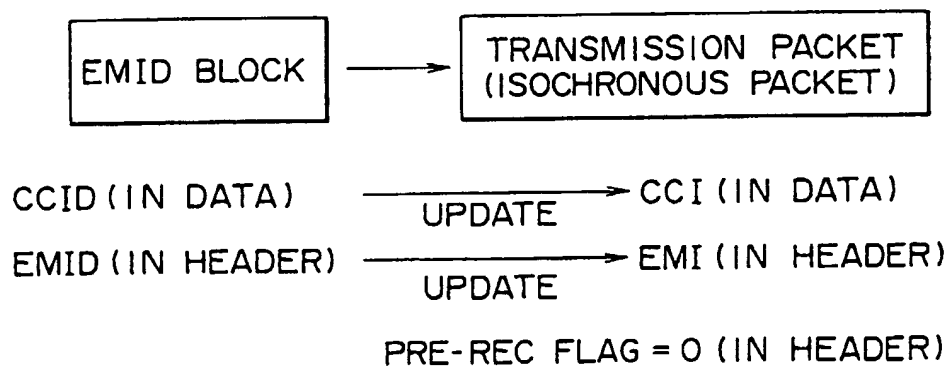 EMID BLOCK
TRANSMISSION PACKET
(ISOCHRONOUS PACKET)
CCID (IN DATA)
UPDATE
CCI (IN DATA)
EMID (IN HEADER)
UPDATE
EMI (IN HEADER)
PRE-REC FLAG = 0 (IN HEADER)